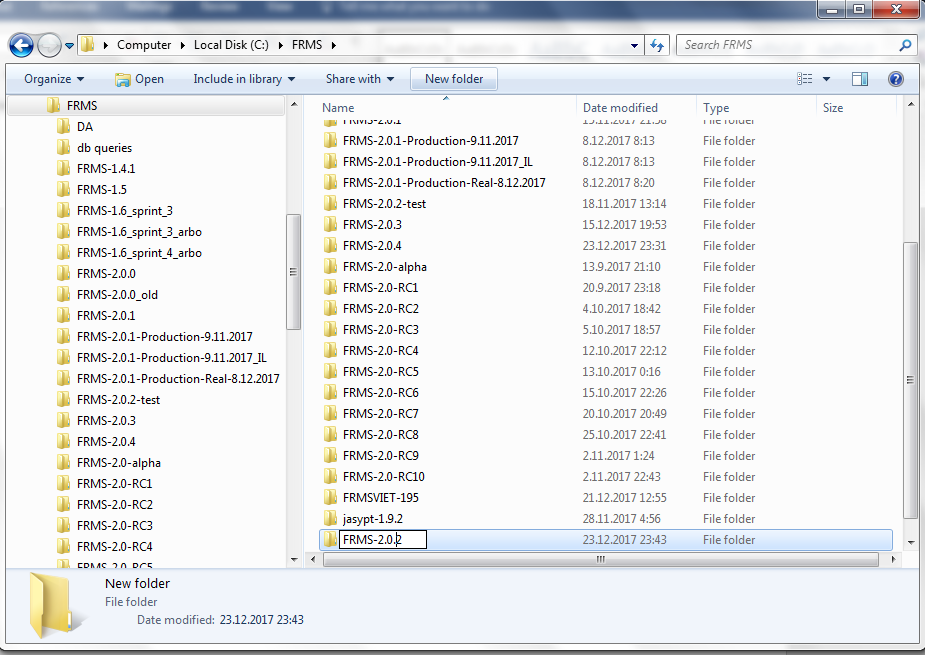 Tell me what you want to do
Computer Local Disk (C:) FRMS
Search FRMS
Organize Open Include in library Share with New folder
FRMS
DA
db queries
FRMS-1.4.1
FRMS-1.5
FRMS-1.6_sprint_3
FRMS-1.6_sprint_3_arbo
FRMS-1.6_sprint_4_arbo
FRMS-2.0.0
FRMS-2.0.0_old
FRMS-2.0.1
FRMS-2.0.1-Production-9.11.2017
FRMS-2.0.1-Production-9.11.2017_IL
FRMS-2.0.1-Production-Real-8.12.2017
FRMS-2.0.2-test
FRMS-2.0.3
FRMS-2.0.4
FRMS-2.0-alpha
FRMS-2.0-RC1
FRMS-2.0-RC2
FRMS-2.0-RC3
FRMS-2.0-RC4
FRMS-2.0-RC5
Name Date modified Type Size
FRMS-2.0.1 15.11.2017 21:58 File folder
FRMS-2.0.1-Production-9.11.2017 8.12.2017 8:13 File folder
FRMS-2.0.1-Production-9.11.2017_IL 8.12.2017 8:13 File folder
FRMS-2.0.1-Production-Real-8.12.2017 8.12.2017 8:20 File folder
FRMS-2.0.2-test 18.11.2017 13:14 File folder
FRMS-2.0.3 15.12.2017 19:53 File folder
FRMS-2.0.4 23.12.2017 23:31 File folder
FRMS-2.0-alpha 13.9.2017 21:10 File folder
FRMS-2.0-RC1 20.9.2017 23:18 File folder
FRMS-2.0-RC2 4.10.2017 18:42 File folder
FRMS-2.0-RC3 5.10.2017 18:57 File folder
FRMS-2.0-RC4 12.10.2017 22:12 File folder
FRMS-2.0-RC5 13.10.2017 0:16 File folder
FRMS-2.0-RC6 15.10.2017 22:26 File folder
FRMS-2.0-RC7 20.10.2017 20:49 File folder
FRMS-2.0-RC8 25.10.2017 22:41 File folder
FRMS-2.0-RC9 2.11.2017 1:24 File folder
FRMS-2.0-RC10 2.11.2017 22:43 File folder
FRMSVIET-195 21.12.2017 12:55 File folder
jasypt-1.9.2 28.11.2017 4:56 File folder
FRMS-2.0.2 23.12.2017 23:43 File folder
New folder
File folder
Date modified: 23.12.2017 23:43